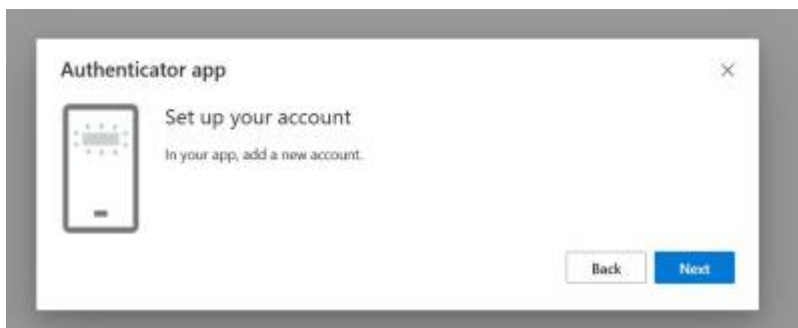 Authenticator app
Set up your account
In your app, add a new account.
Back
Next